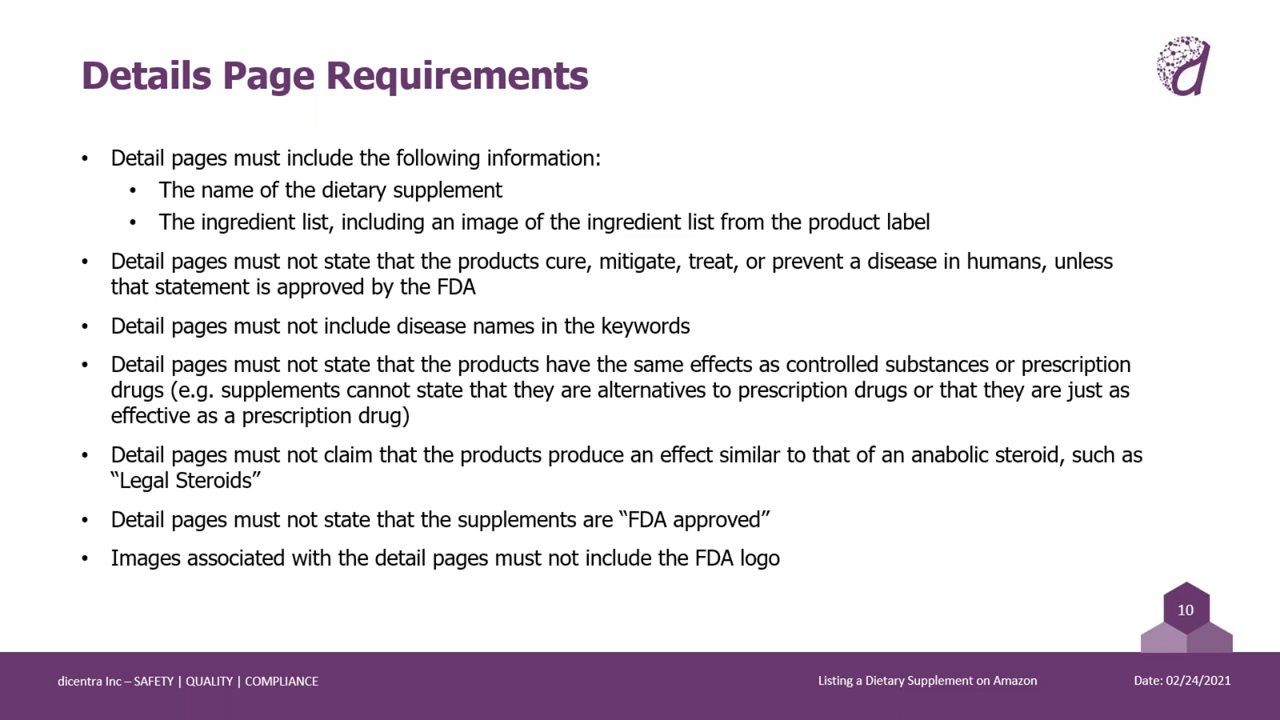 Details Page Requirements
• Detail pages must include the following information:
• The name of the dietary supplement
• The ingredient list, including an image of the ingredient list from the product label
• Detail pages must not state that the products cure, mitigate, treat, or prevent a disease in humans, unless
that statement is approved by the FDA
• Detail pages must not include disease names in the keywords
• Detail pages must not state that the products have the same effects as controlled substances or prescription
drugs (e.g. supplements cannot state that they are alternatives to prescription drugs or that they are just as
effective as a prescription drug)
• Detail pages must not claim that the products produce an effect similar to that of an anabolic steroid, such as
“Legal Steroids”
• Detail pages must not state that the supplements are “FDA approved”
• Images associated with the detail pages must not include the FDA logo
10
dicentra Inc – SAFETY | QUALITY | COMPLIANCE
Listing a Dietary Supplement on Amazon
Date: 02/24/2021